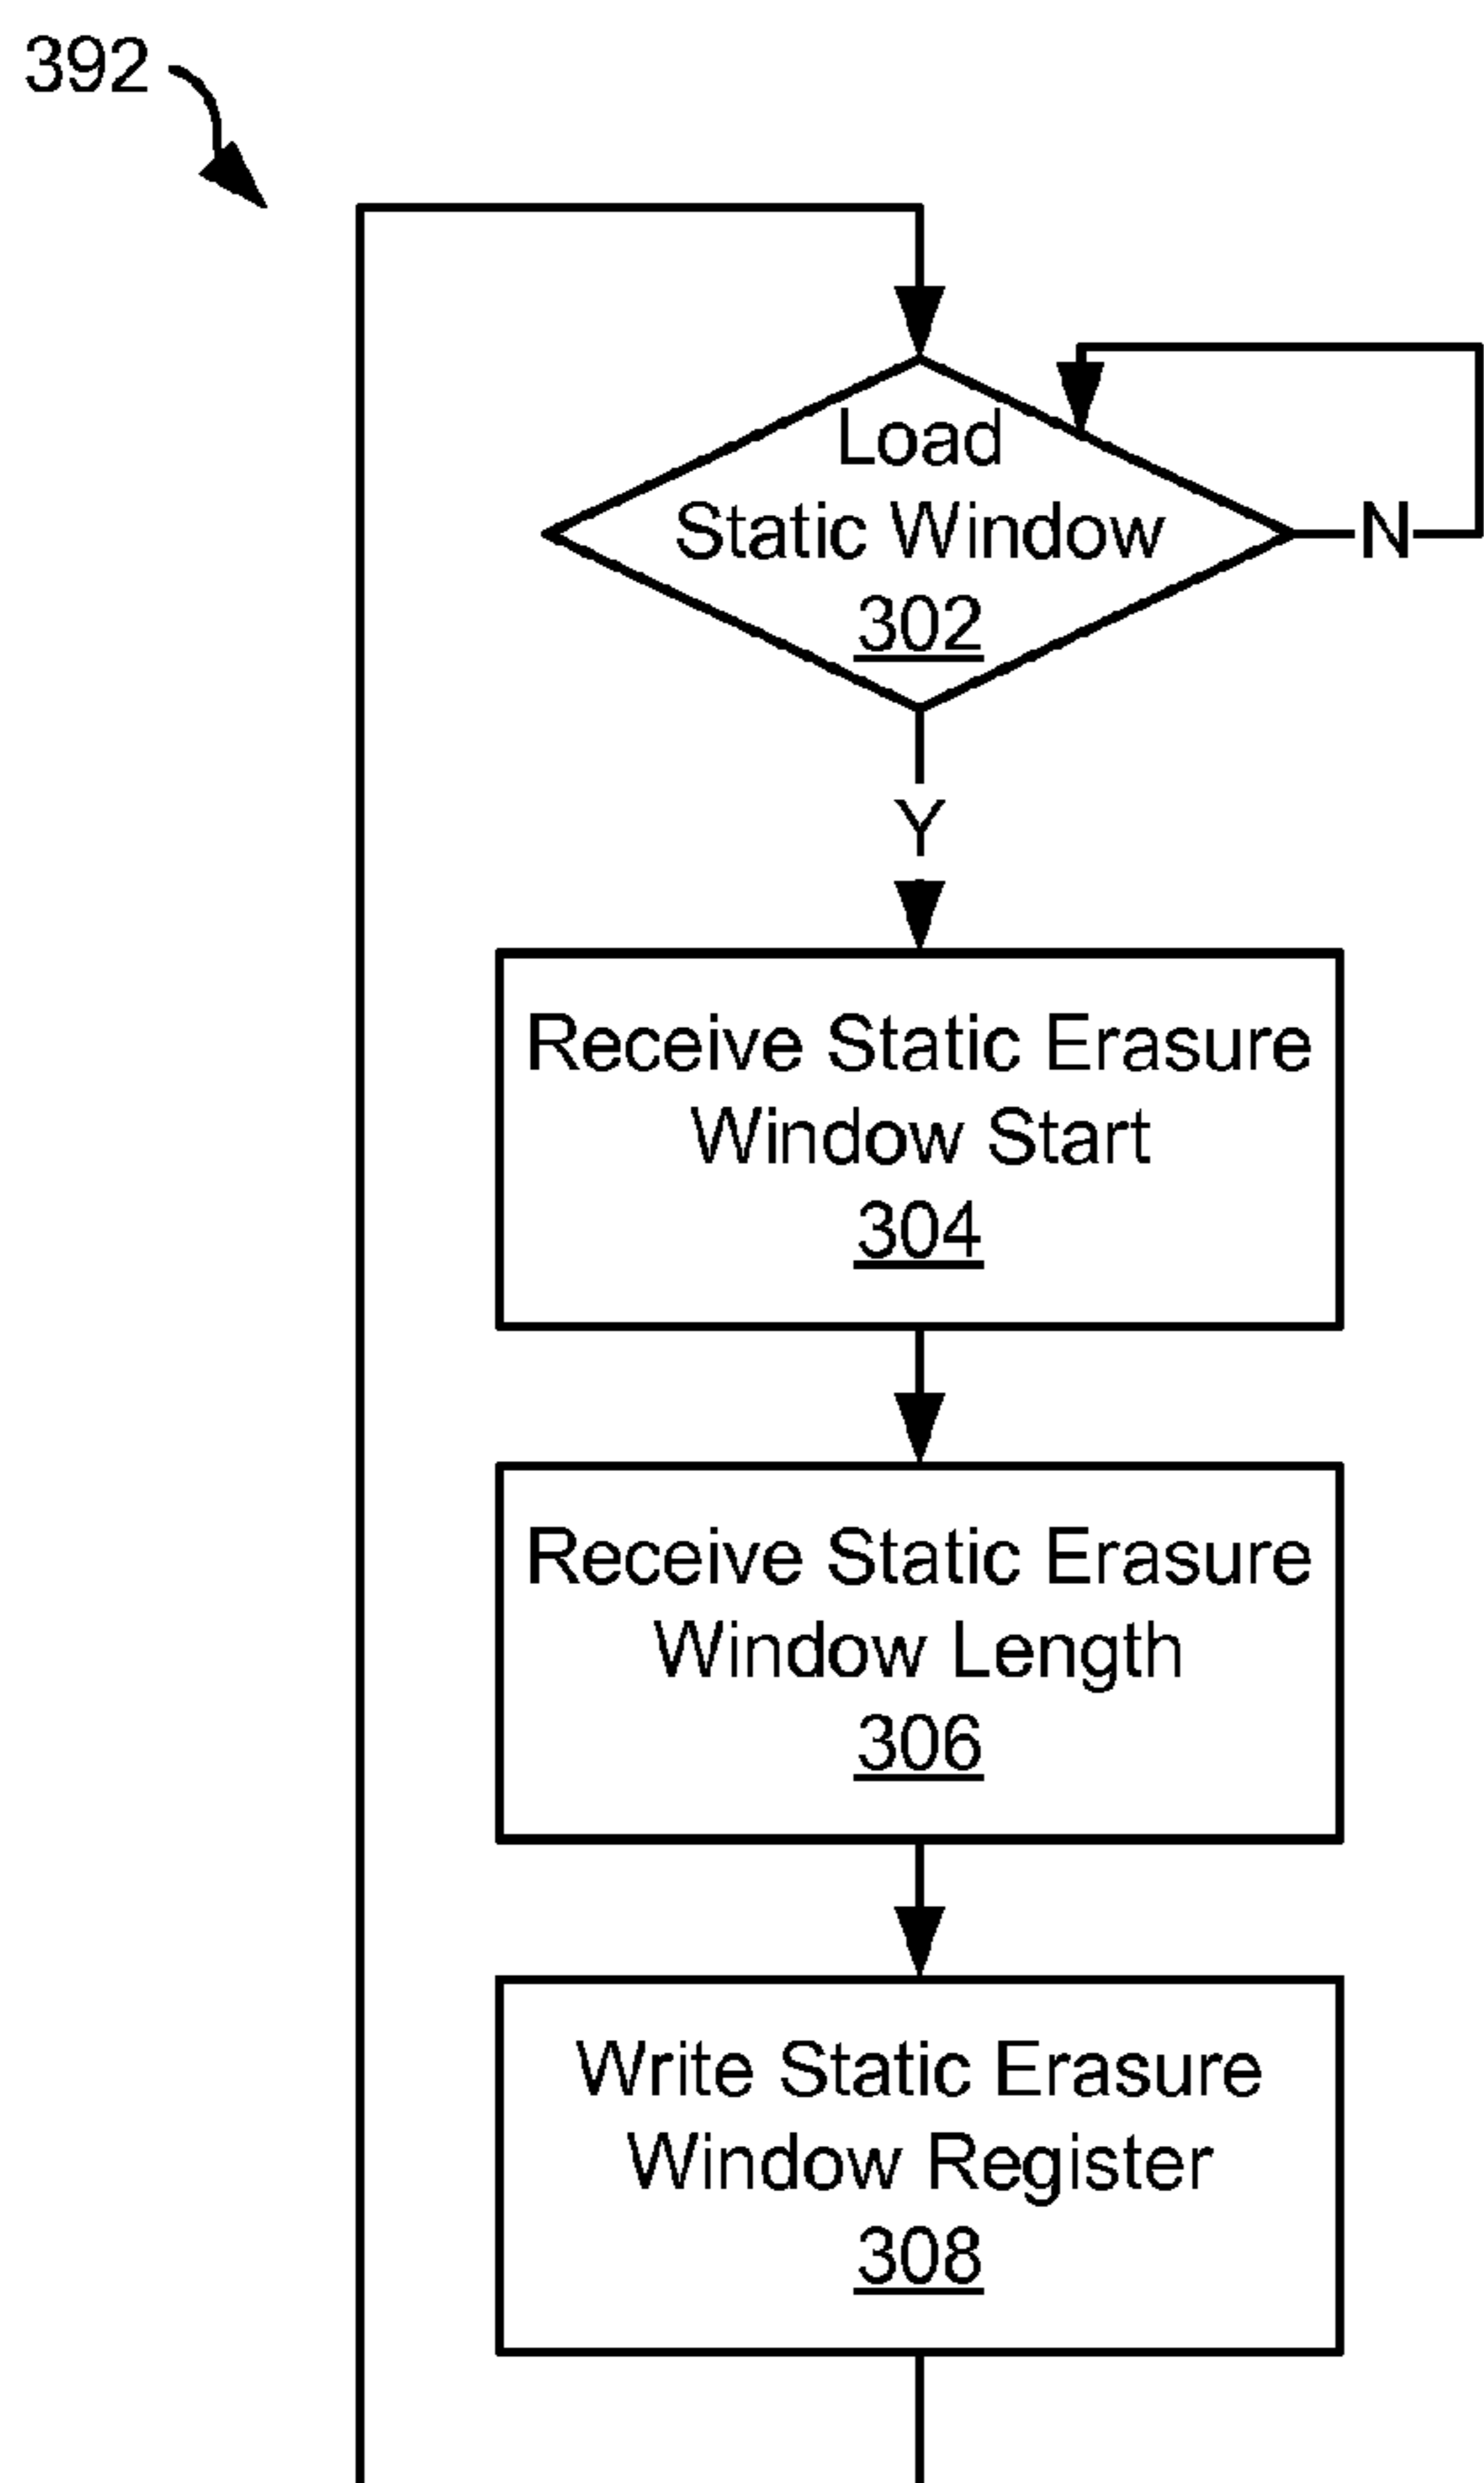 392
Load
Static Window
302
N
Y
Receive Static Erasure
Window Start
304
Receive Static Erasure
Window Length
306
Write Static Erasure
Window Register
308